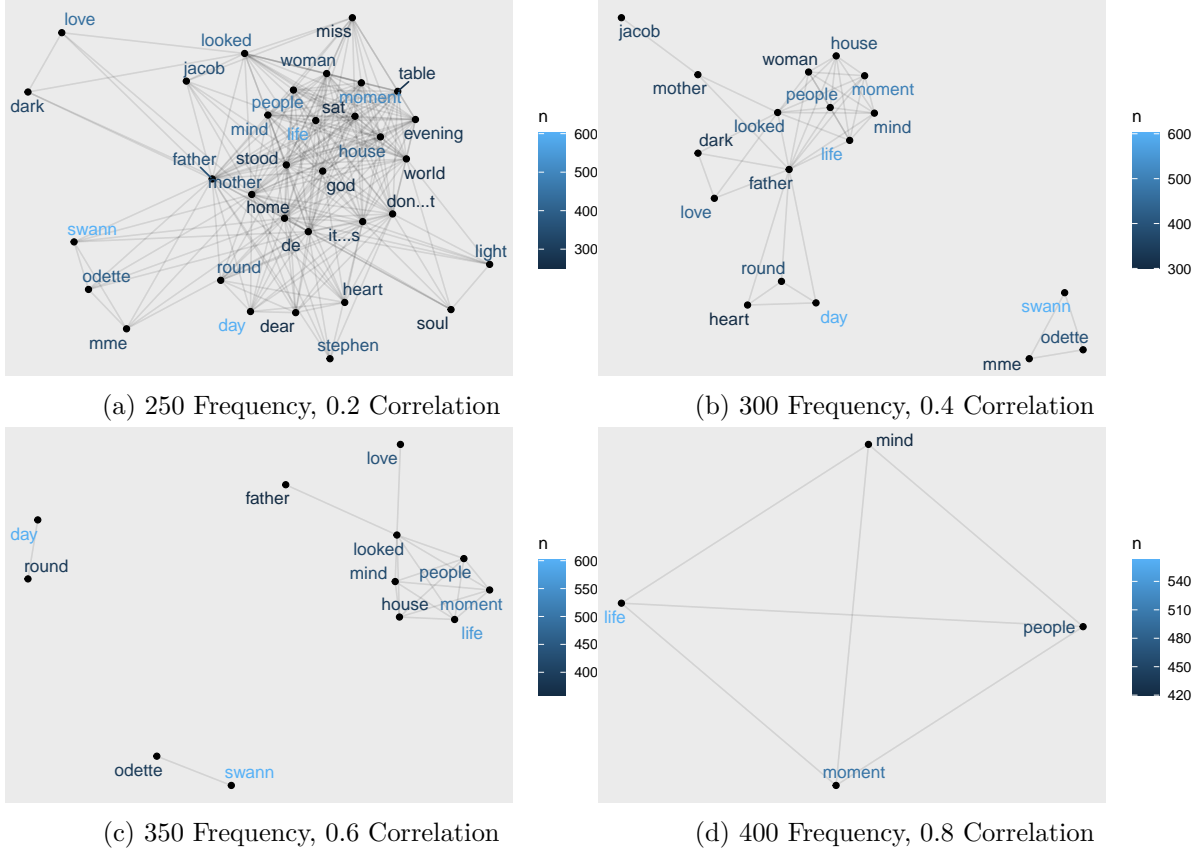 love
miss
looked
woman
jacob
table
dark
people
moment
sat
mind
life
evening
father
stood
house
mother
god
world
home
don...t
swann
de
it...s
light
odette
round
heart
day
dear
soul
mme
stephen
n
600
500
400
300
(a) 250 Frequency, 0.2 Correlation
jacob
house
woman
mother
people
moment
looked
mind
dark
life
father
love
round
heart
day
swann
odette
mme
n
600
500
400
300
(b) 300 Frequency, 0.4 Correlation
love
father
day
looked
round
mind
people
house
moment
life
odette
swann
n
600
550
500
450
400
(c) 350 Frequency, 0.6 Correlation
mind
life
people
moment
n
540
510
480
450
420
(d) 400 Frequency, 0.8 Correlation